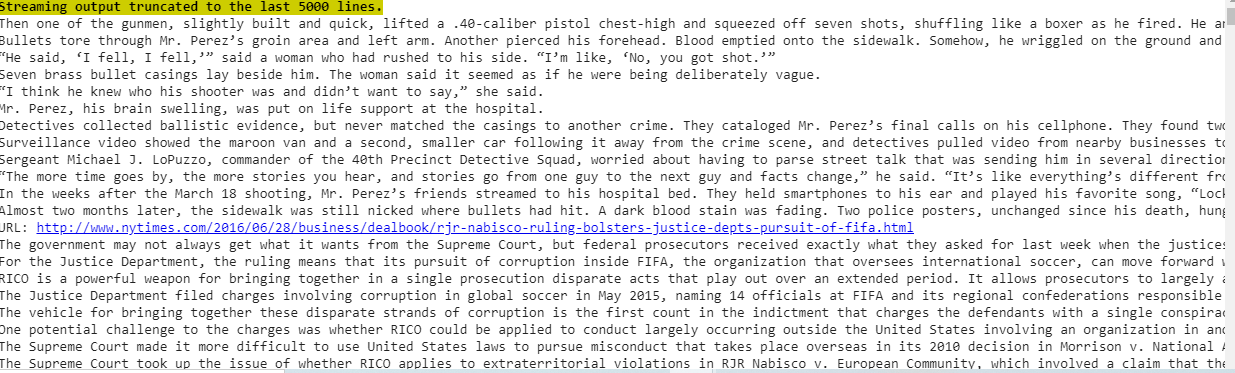 Streaming output truncated to the last 5000 lines.
Then one of the gunmen, slightly built and quick, lifted a .40-caliber pistol chest-high and squeezed off seven shots, shuffling like a boxer as he fired. He
Bullets tore through Mr. Perez’s groin area and left arm. Another pierced his forehead. Blood emptied onto the sidewalk. Somehow, he wriggled on the ground and
“He said, ‘I fell, I fell,’” said a woman who had rushed to his side. “I’m like, ‘No, you got shot.’”
Seven brass bullet casings lay beside him. The woman said it seemed as if he were being deliberately vague.
“I think he knew who his shooter was and didn’t want to say,” she said.
Mr. Perez, his brain swelling, was put on life support at the hospital.
Detectives collected ballistic evidence, but never matched the casings to another crime. They cataloged Mr. Perez’s final calls on his cellphone. They found
Surveillance video showed the maroon van and a second, smaller car following it away from the crime scene, and detectives pulled video from nearby businesses
Sergeant Michael J. LoPuzzo, commander of the 40th Precinct Detective Squad, worried about having to parse street talk that was sending him in several
“The more time goes by, the more stories you hear, and stories go from one guy to the next guy and facts change,” he said. “It’s like everything’s different
In the weeks after the March 18 shooting, Mr. Perez’s friends streamed to his hospital bed. They held smartphones to his ear and played his favorite song,
Almost two months later, the sidewalk was still nicked where bullets had hit. A dark blood stain was fading. Two police posters, unchanged since his death,
URL: http://www.nytimes.com/2016/06/28/business/dealbook/rjr-nabisco-ruling-bolsters-justice-depts-pursuit-of-fifa.html
The government may not always get what it wants from the Supreme Court, but federal prosecutors received exactly what they asked for last week when the justices
For the Justice Department, the ruling means that its pursuit of corruption inside FIFA, the organization that oversees international soccer, can move forward
RICO is a powerful weapon for bringing together in a single prosecution disparate acts that play out over an extended period. It allows prosecutors to largely
The Justice Department filed charges involving corruption in global soccer in May 2015, naming 14 officials at FIFA and its regional confederations responsible
The vehicle for bringing together these disparate strands of corruption is the first count in the indictment that charges the defendants with a single
One potential challenge to the charges was whether RICO could be applied to conduct largely occurring outside the United States involving an organization in
The Supreme Court made it more difficult to use United States laws to pursue misconduct that takes place overseas in its 2010 decision in Morrison v. National
The Supreme Court took up the issue of whether RICO applies to extraterritorial violations in RJR Nabisco v. European Community, which involved a claim that the